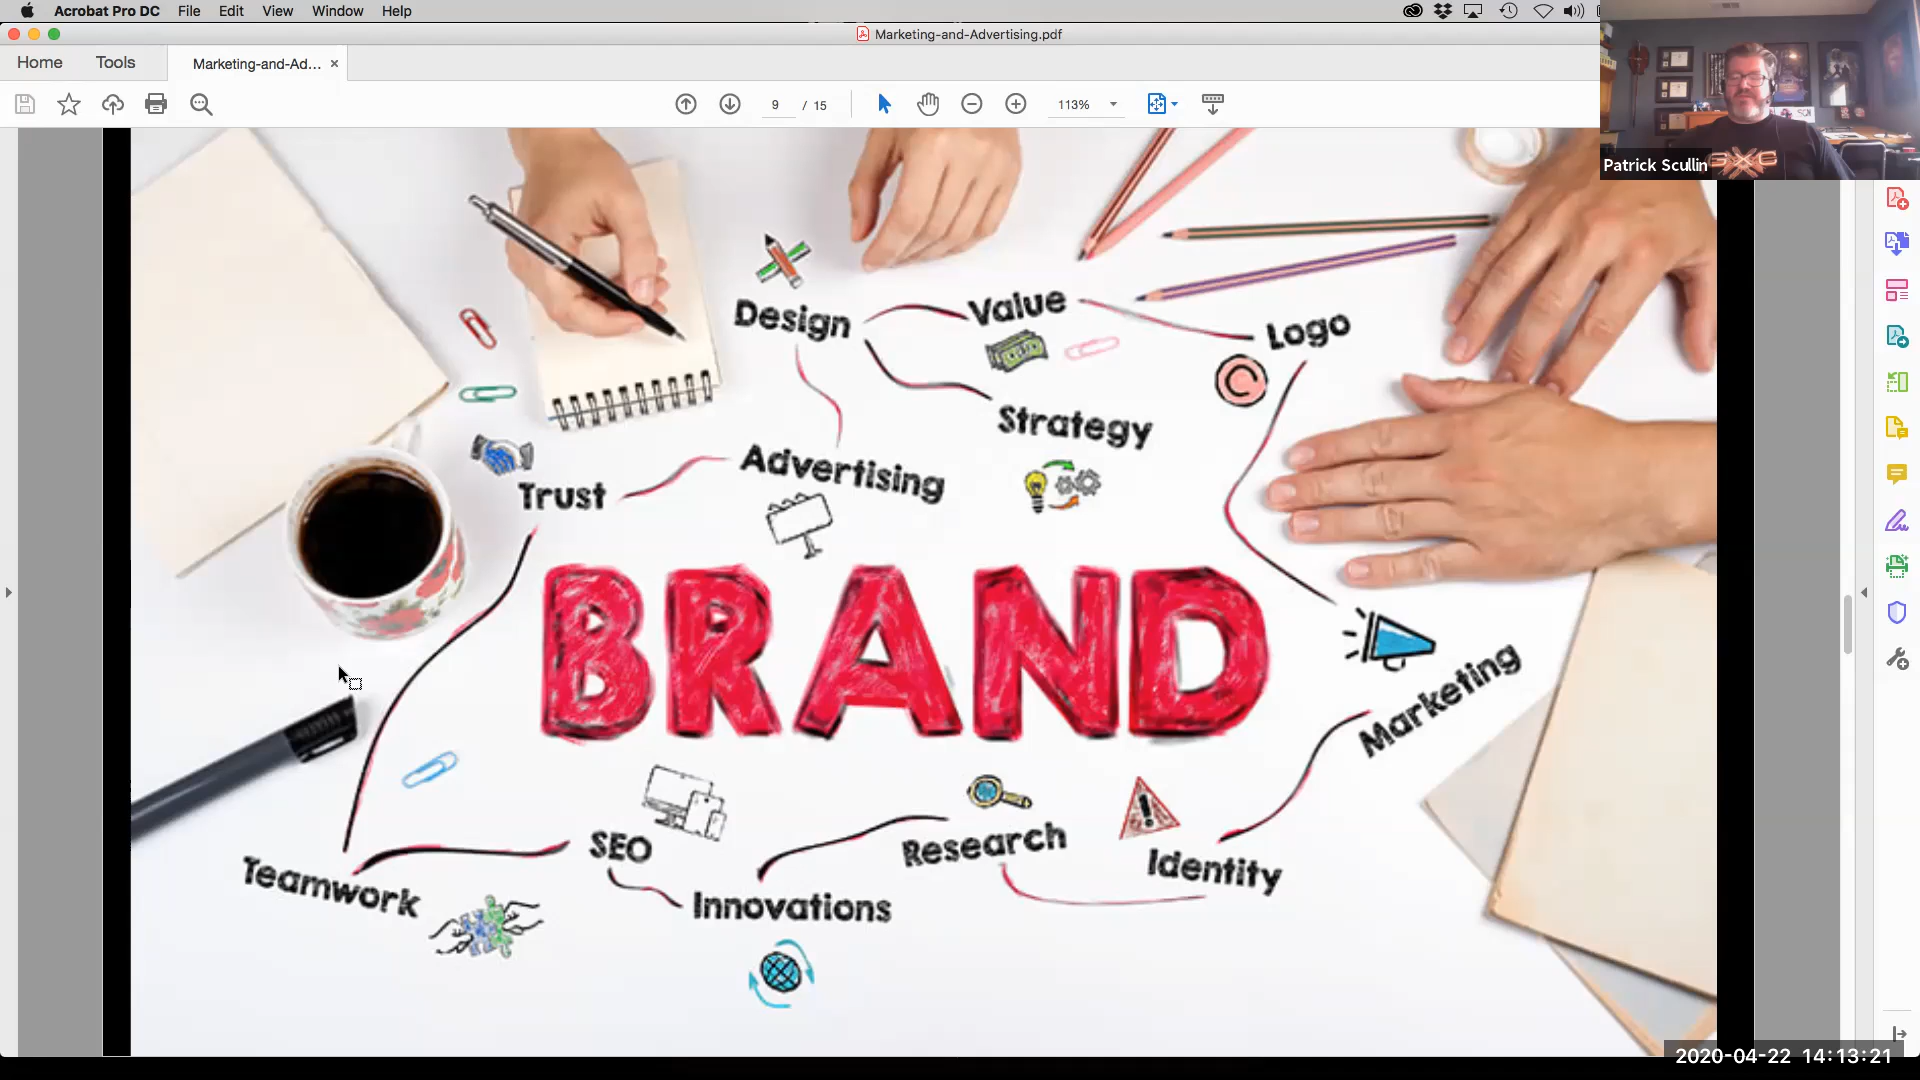 Acrobat Pro DC File Edit View Window Help
Marketing-and-Advertising.pdf
Home Tools Marketing-and-Ad... ×
9 / 15 113%
Patrick Scullin
Design
Value
Logo
Strategy
Advertising
Trust
BRAND
Marketing
SEO
Research
Identity
Teamwork
Innovations
2020-04-22 14:13:21